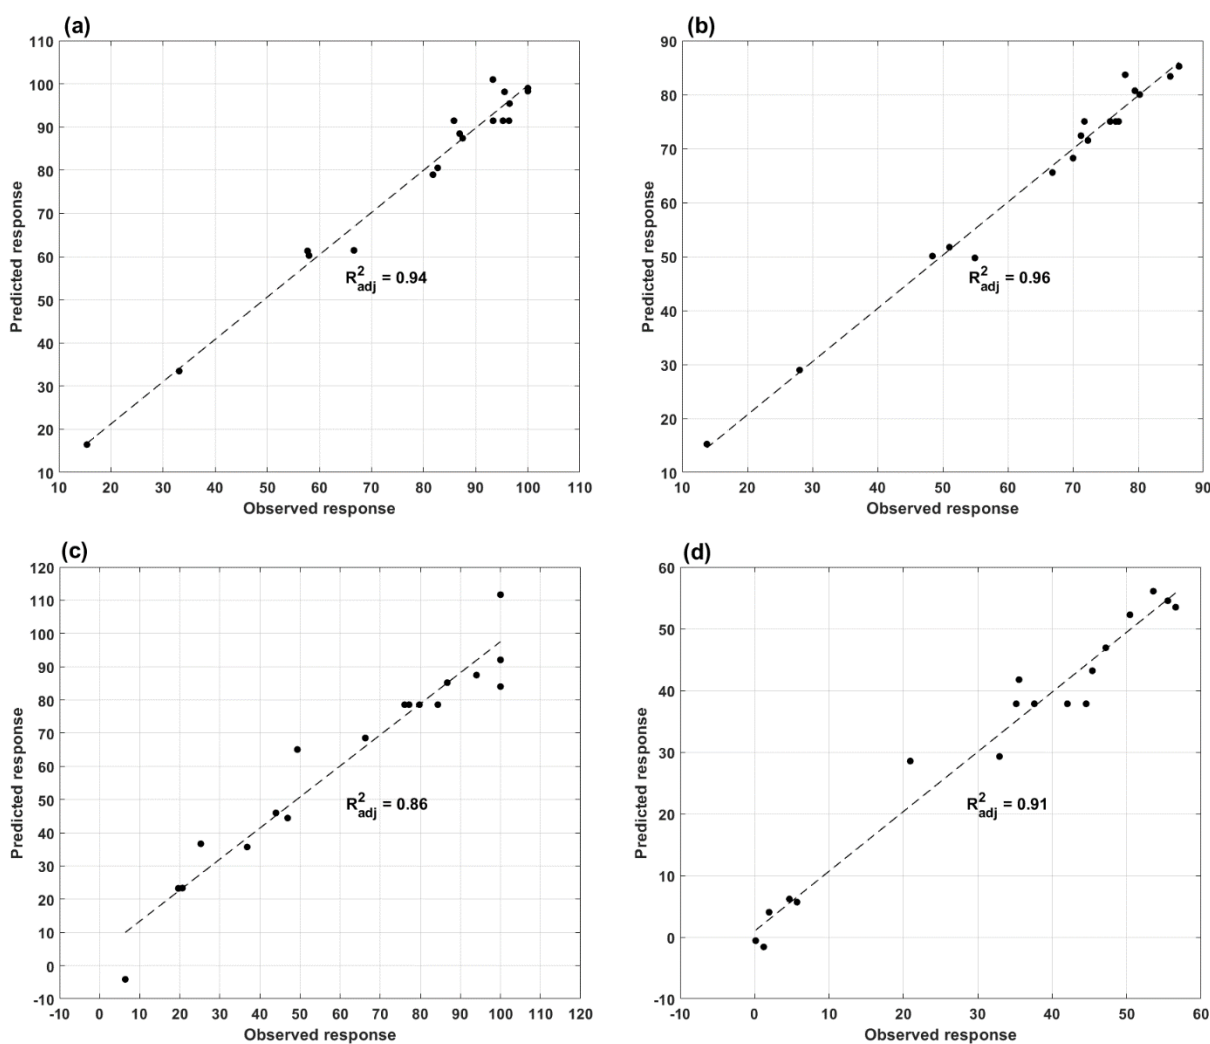 (a)
110
100
90
80
70
60
50
40
30
20
10
Predicted response
R²adj = 0.94
10 20 30 40 50 60 70 80 90 100 110
Observed response
(b)
90
80
70
60
50
40
30
20
10
Predicted response
R²adj = 0.96
10 20 30 40 50 60 70 80 90
Observed response
(c)
120
110
100
90
80
70
60
50
40
30
20
10
0
-10
Predicted response
R²adj = 0.86
-10 0 10 20 30 40 50 60 70 80 90 100 110 120
Observed response
(d)
60
50
40
30
20
10
0
-10
Predicted response
R²adj = 0.91
-10 0 10 20 30 40 50 60
Observed response